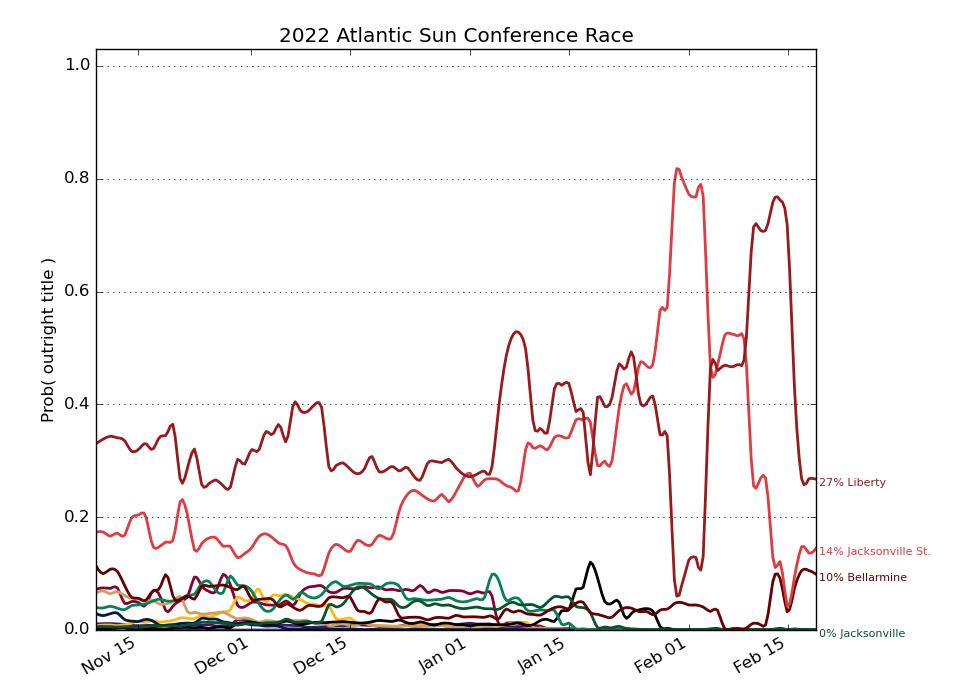 2022 Atlantic Sun Conference Race
Prob( outright title )
1.0
0.8
0.6
0.4
0.2
0.0
27% Liberty
14% Jacksonville St.
10% Bellarmine
0% Jacksonville
Nov 15
Dec 01
Dec 15
Jan 01
Jan 15
Feb 01
Feb 15